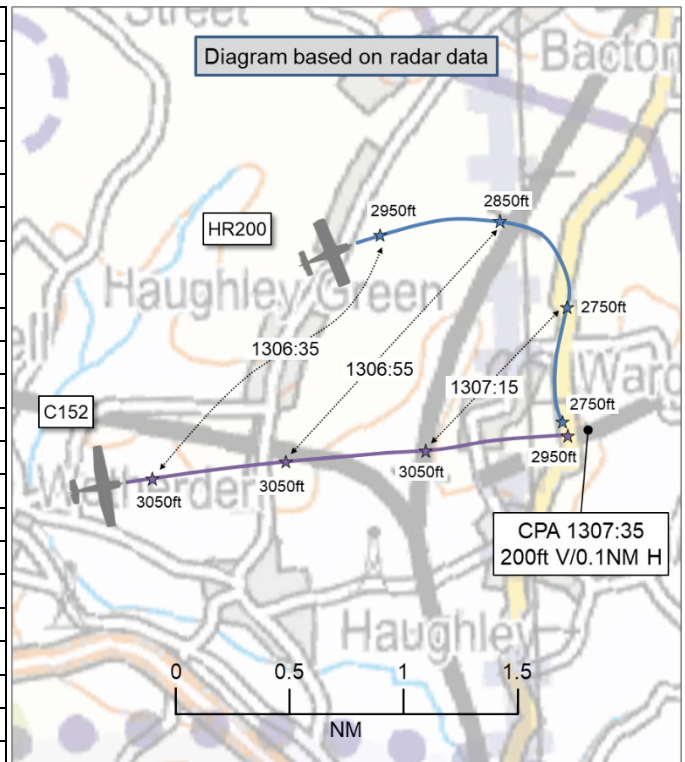 Street
Diagram based on radar data
Bacton
2950ft
2850ft
HR200
Haughley Green
2750ft
1306:35
1306:55
1307:15
ell
Ward
C152
2750ft
2950ft
3050ft
3050ft
3050ft
CPA 1307:35
200ft V/0.1NM H
Haughley
0 0.5 1 1.5
NM